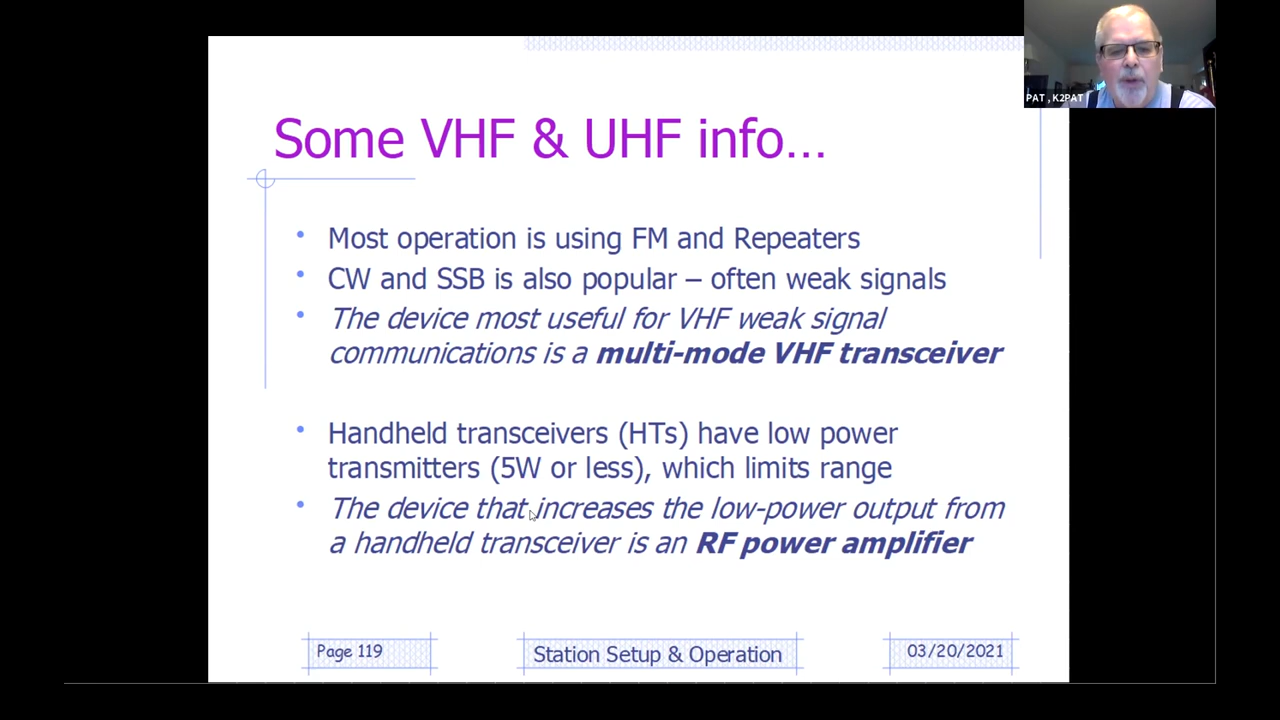 PAT , K2PAT
Some VHF & UHF info...
Most operation is using FM and Repeaters
CW and SSB is also popular – often weak signals
The device most useful for VHF weak signal
communications is a multi-mode VHF transceiver
Handheld transceivers (HTs) have low power
transmitters (5W or less), which limits range
The device that increases the low-power output from
a handheld transceiver is an RF power amplifier
Page 119
Station Setup & Operation
03/20/2021